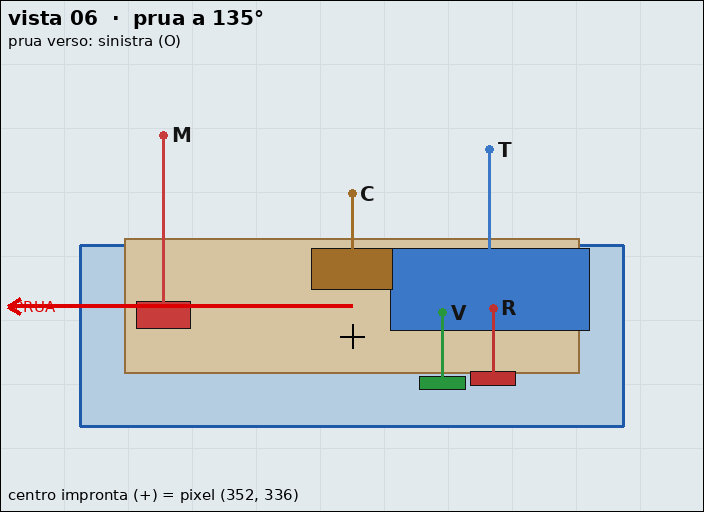 vista 06 · prua a 135°
prua verso: sinistra (O)
M
T
C
PRUA
V
R
centro impronta (+) = pixel (352, 336)